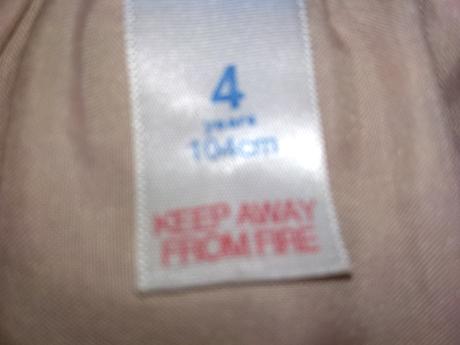 4
years
104cm
KEEP AWAY
FROM FIRE